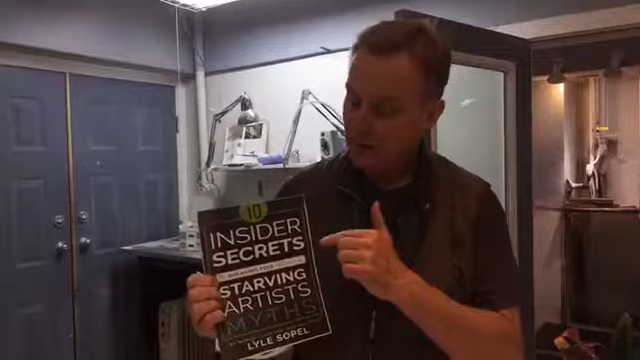 10
INSIDER
SECRETS
STARVING
ARTISTS
MYTHS
LYLE SOPEL